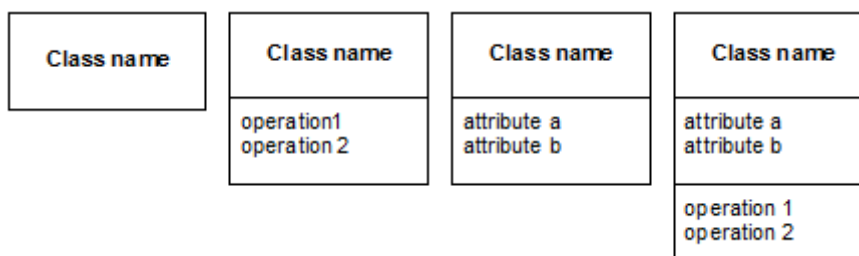 Class name
Class name
operation1
operation 2
Class name
attribute a
attribute b
Class name
attribute a
attribute b
operation 1
operation 2